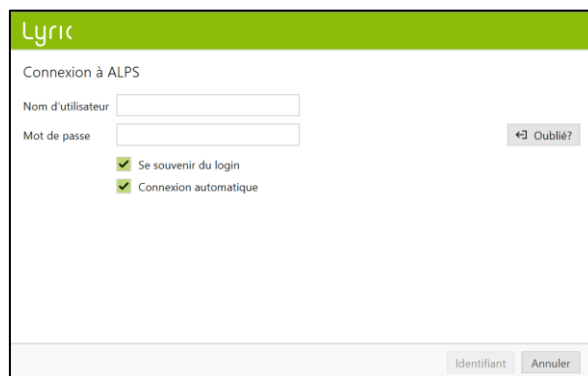 Lyric
Connexion à ALPS
Nom d'utilisateur
Mot de passe
Oublié?
Se souvenir du login
Connexion automatique
Identifiant Annuler